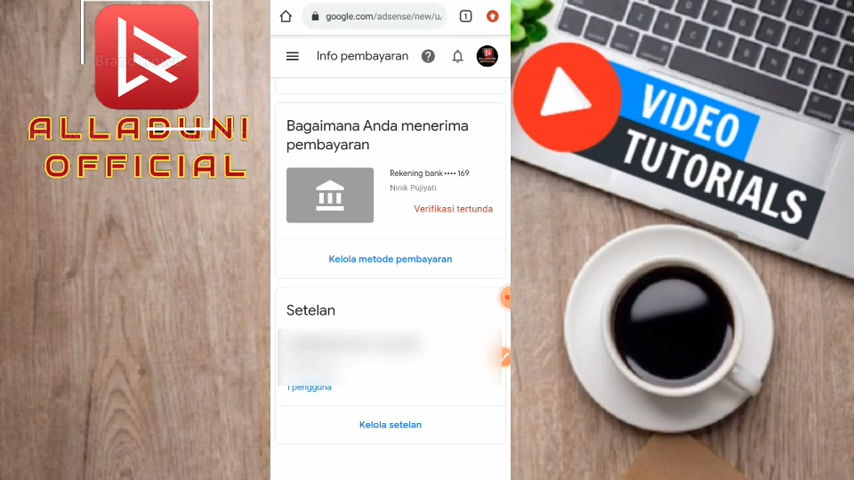 ALLADUNI
OFFICIAL
google.com/adsense/new/u/
1
Info pembayaran
Bagaimana Anda menerima
pembayaran
Rekening bank •••• 169
Ninik Pujiyati
Verifikasi tertunda
Kelola metode pembayaran
Setelan
1 pengguna
Kelola setelan
VIDEO
TUTORIALS